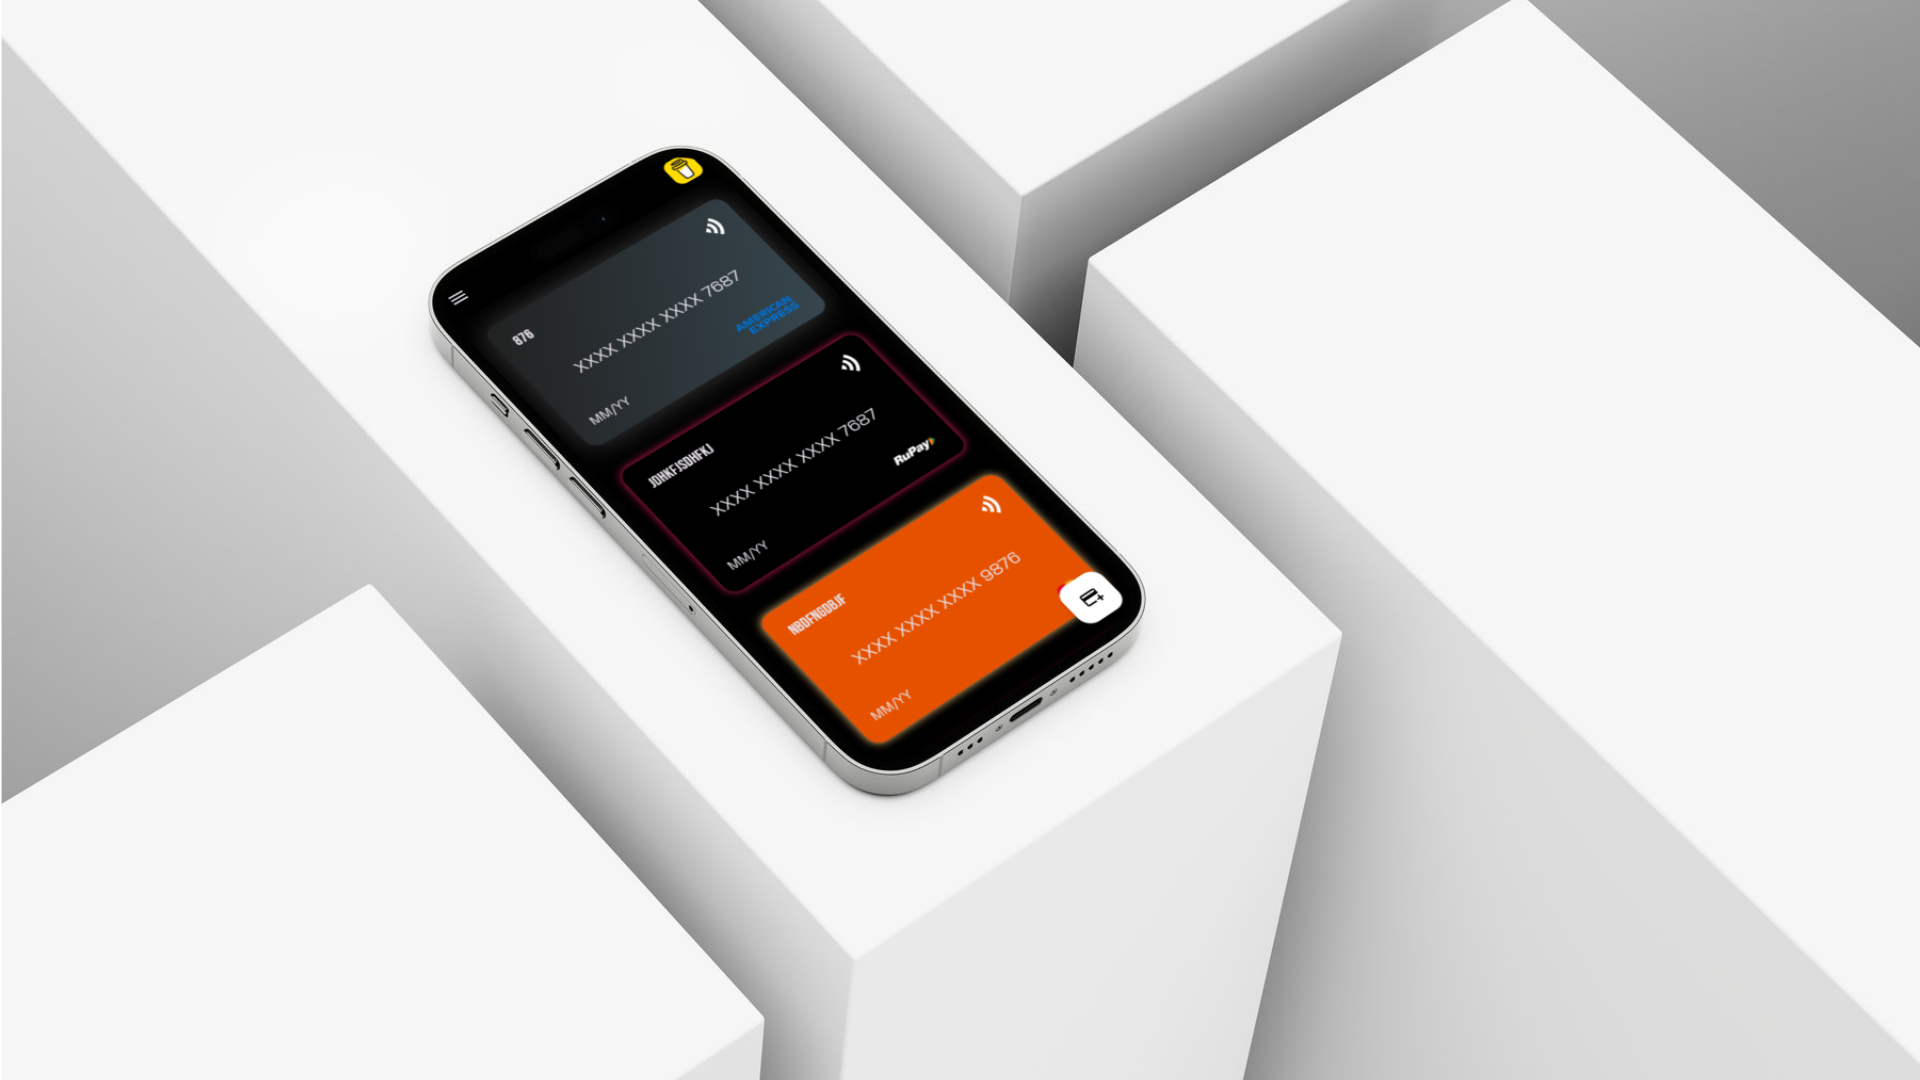 876
XXXX XXXX XXXX 7687
MM/YY
AMERICAN
EXPRESS
JDHKFJSDHFKJ
XXXX XXXX XXXX 7687
MM/YY
RuPay
NBDFNGDBJF
XXXX XXXX XXXX 9876
MM/YY